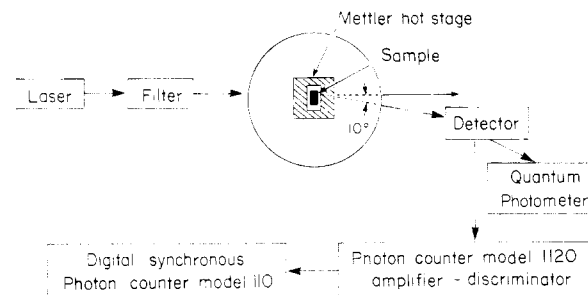 Mettler hot stage
Sample
Laser
Filter
10°
Detector
Quantum
Photometer
Photon counter model 1120
amplifier - discriminator
Digital synchronous
Photon counter model 110